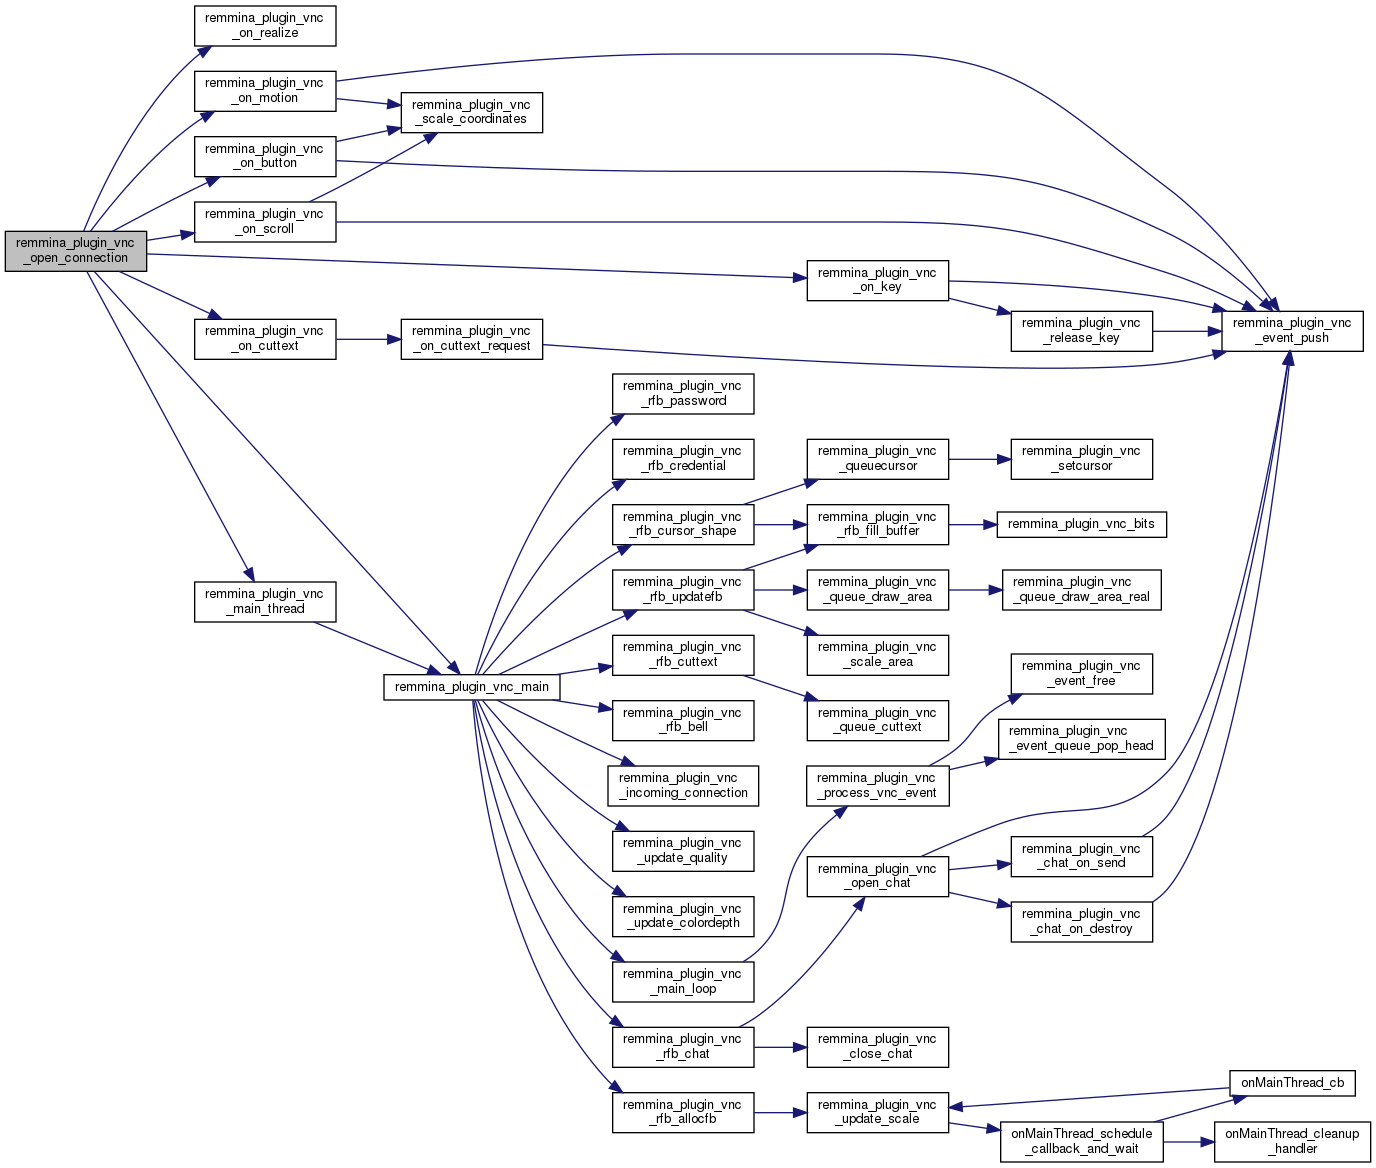 remmina_plugin_vnc
_open_connection
remmina_plugin_vnc
_on_realize
remmina_plugin_vnc
_on_motion
remmina_plugin_vnc
_on_button
remmina_plugin_vnc
_on_scroll
remmina_plugin_vnc
_on_cuttext
remmina_plugin_vnc
_main_thread
remmina_plugin_vnc
_scale_coordinates
remmina_plugin_vnc
_on_cuttext_request
remmina_plugin_vnc_main
remmina_plugin_vnc
_rfb_password
remmina_plugin_vnc
_rfb_credential
remmina_plugin_vnc
_rfb_cursor_shape
remmina_plugin_vnc
_rfb_updatefb
remmina_plugin_vnc
_rfb_cuttext
remmina_plugin_vnc
_rfb_bell
remmina_plugin_vnc
_incoming_connection
remmina_plugin_vnc
_update_quality
remmina_plugin_vnc
_update_colordepth
remmina_plugin_vnc
_main_loop
remmina_plugin_vnc
_rfb_chat
remmina_plugin_vnc
_rfb_allocfb
remmina_plugin_vnc
_on_key
remmina_plugin_vnc
_queuecursor
remmina_plugin_vnc
_rfb_fill_buffer
remmina_plugin_vnc
_queue_draw_area
remmina_plugin_vnc
_scale_area
remmina_plugin_vnc
_queue_cuttext
remmina_plugin_vnc
_process_vnc_event
remmina_plugin_vnc
_open_chat
remmina_plugin_vnc
_close_chat
remmina_plugin_vnc
_update_scale
remmina_plugin_vnc
_release_key
remmina_plugin_vnc
_setcursor
remmina_plugin_vnc_bits
remmina_plugin_vnc
_queue_draw_area_real
remmina_plugin_vnc
_event_free
remmina_plugin_vnc
_event_queue_pop_head
remmina_plugin_vnc
_chat_on_send
remmina_plugin_vnc
_chat_on_destroy
onMainThread_schedule
_callback_and_wait
remmina_plugin_vnc
_event_push
onMainThread_cb
onMainThread_cleanup
_handler